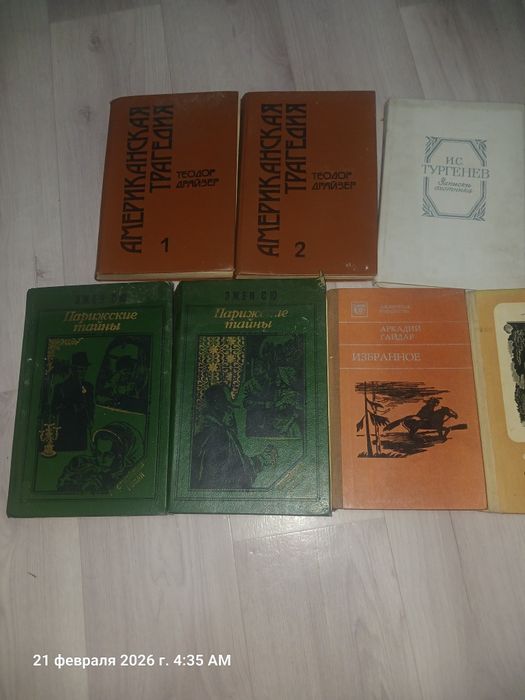 АМЕРИКАНСКАЯ
ТРАГЕДИЯ
ТЕОДОР
ДРАЙЗЕР
1
АМЕРИКАНСКАЯ
ТРАГЕДИЯ
ТЕОДОР
ДРАЙЗЕР
2
И.С.
ТУРГЕНЕВ
Записки
охотника
ЭЖЕН СЮ
Парижские
тайны
ЭЖЕН СЮ
Парижские
тайны
АРКАДИЙ
ГАЙДАР
ИЗБРАННОЕ
21 февраля 2026 г. 4:35 AM